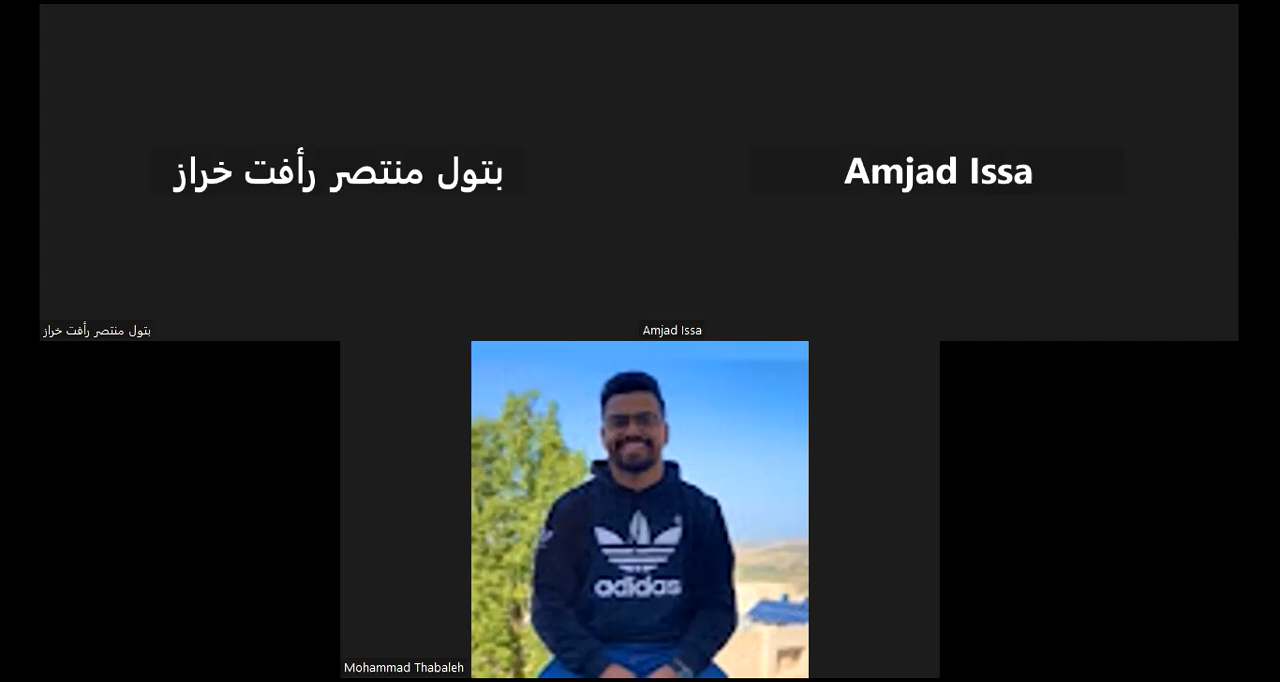 بتول منتصر رأفت خراز
Amjad Issa
بتول منتصر رأفت خراز
Amjad Issa
adidas
Mohammad Thabaleh